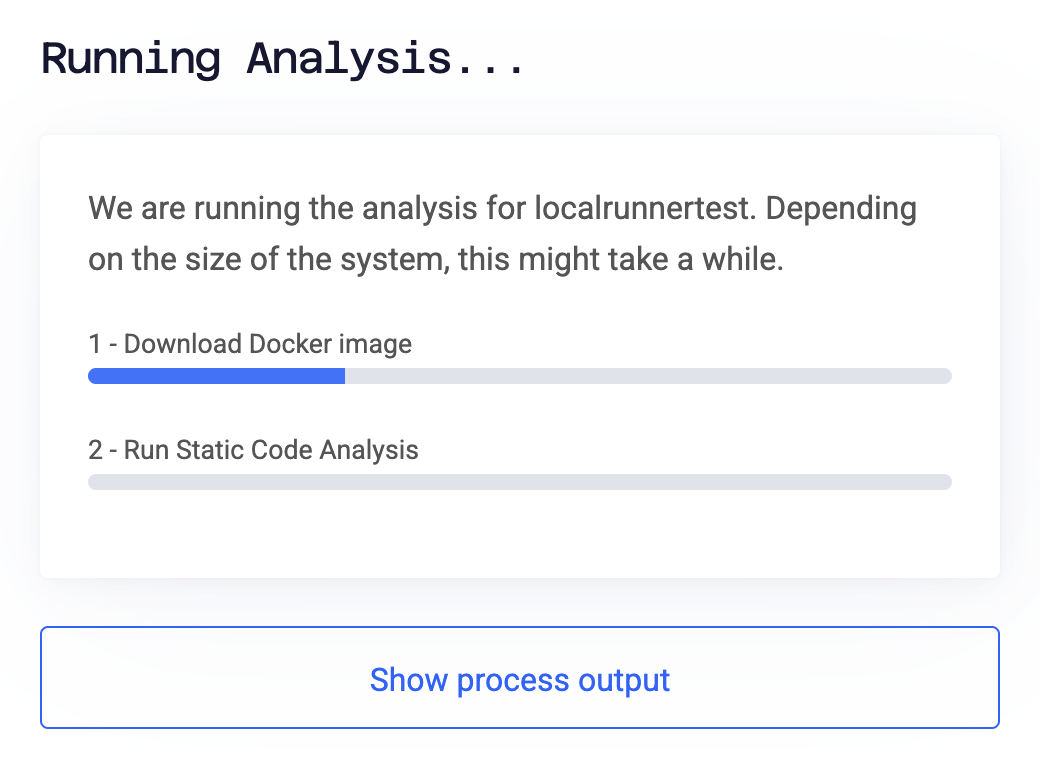 Running Analysis...
We are running the analysis for localrunnertest. Depending
on the size of the system, this might take a while.
1 - Download Docker image
2 - Run Static Code Analysis
Show process output